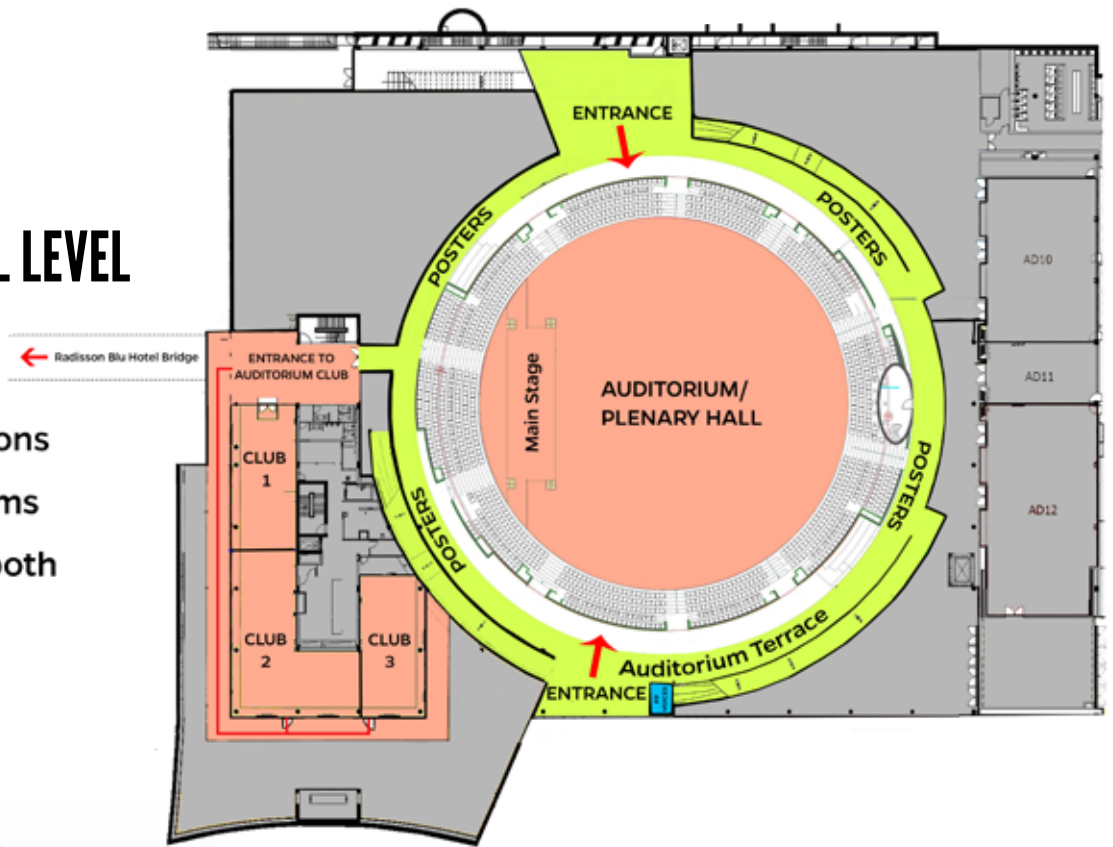 ENTRANCE
POSTERS
POSTERS
L LEVEL
AD10
Radisson Blu Hotel Bridge
ENTRANCE TO
AUDITORIUM CLUB
Main Stage
AUDITORIUM/
PLENARY HALL
AD11
ons
CLUB
1
ms
POSTERS
POSTERS
AD12
ooth
CLUB
2
CLUB
3
Auditorium Terrace
ENTRANCE